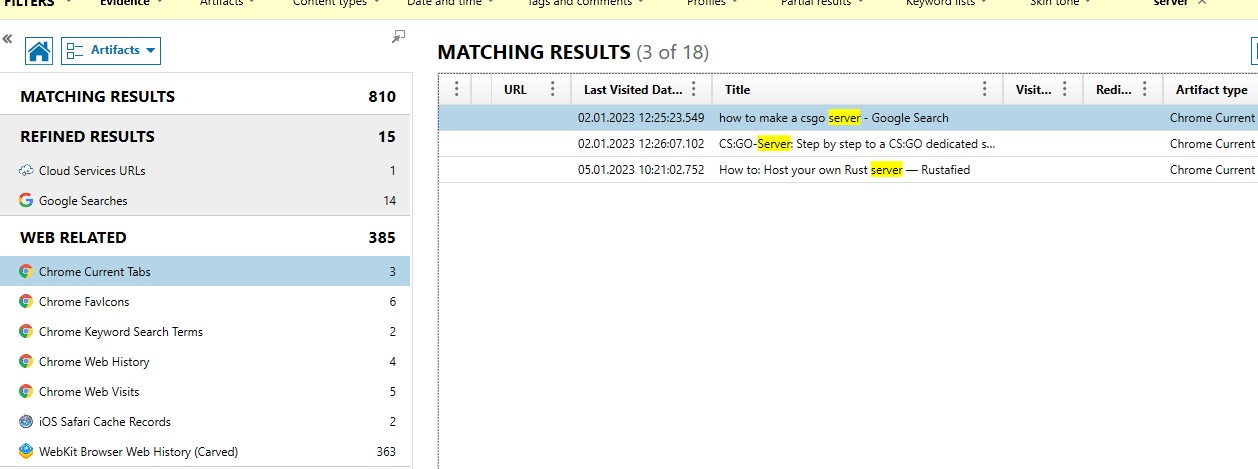 FILTERS Evidence Artifacts Content types Date and time Tags and comments Profiles Partial results Keyword lists Skin tone server
Artifacts
MATCHING RESULTS (3 of 18)
MATCHING RESULTS 810
REFINED RESULTS 15
Cloud Services URLs 1
Google Searches 14
WEB RELATED 385
Chrome Current Tabs 3
Chrome FavIcons 6
Chrome Keyword Search Terms 2
Chrome Web History 4
Chrome Web Visits 5
iOS Safari Cache Records 2
WebKit Browser Web History (Carved) 363
URL Last Visited Dat... Title Visit... Redi... Artifact type
02.01.2023 12:25:23.549 how to make a csgo server - Google Search Chrome Current
02.01.2023 12:26:07.102 CS:GO-Server: Step by step to a CS:GO dedicated s... Chrome Current
05.01.2023 10:21:02.752 How to: Host your own Rust server — Rustafied Chrome Current